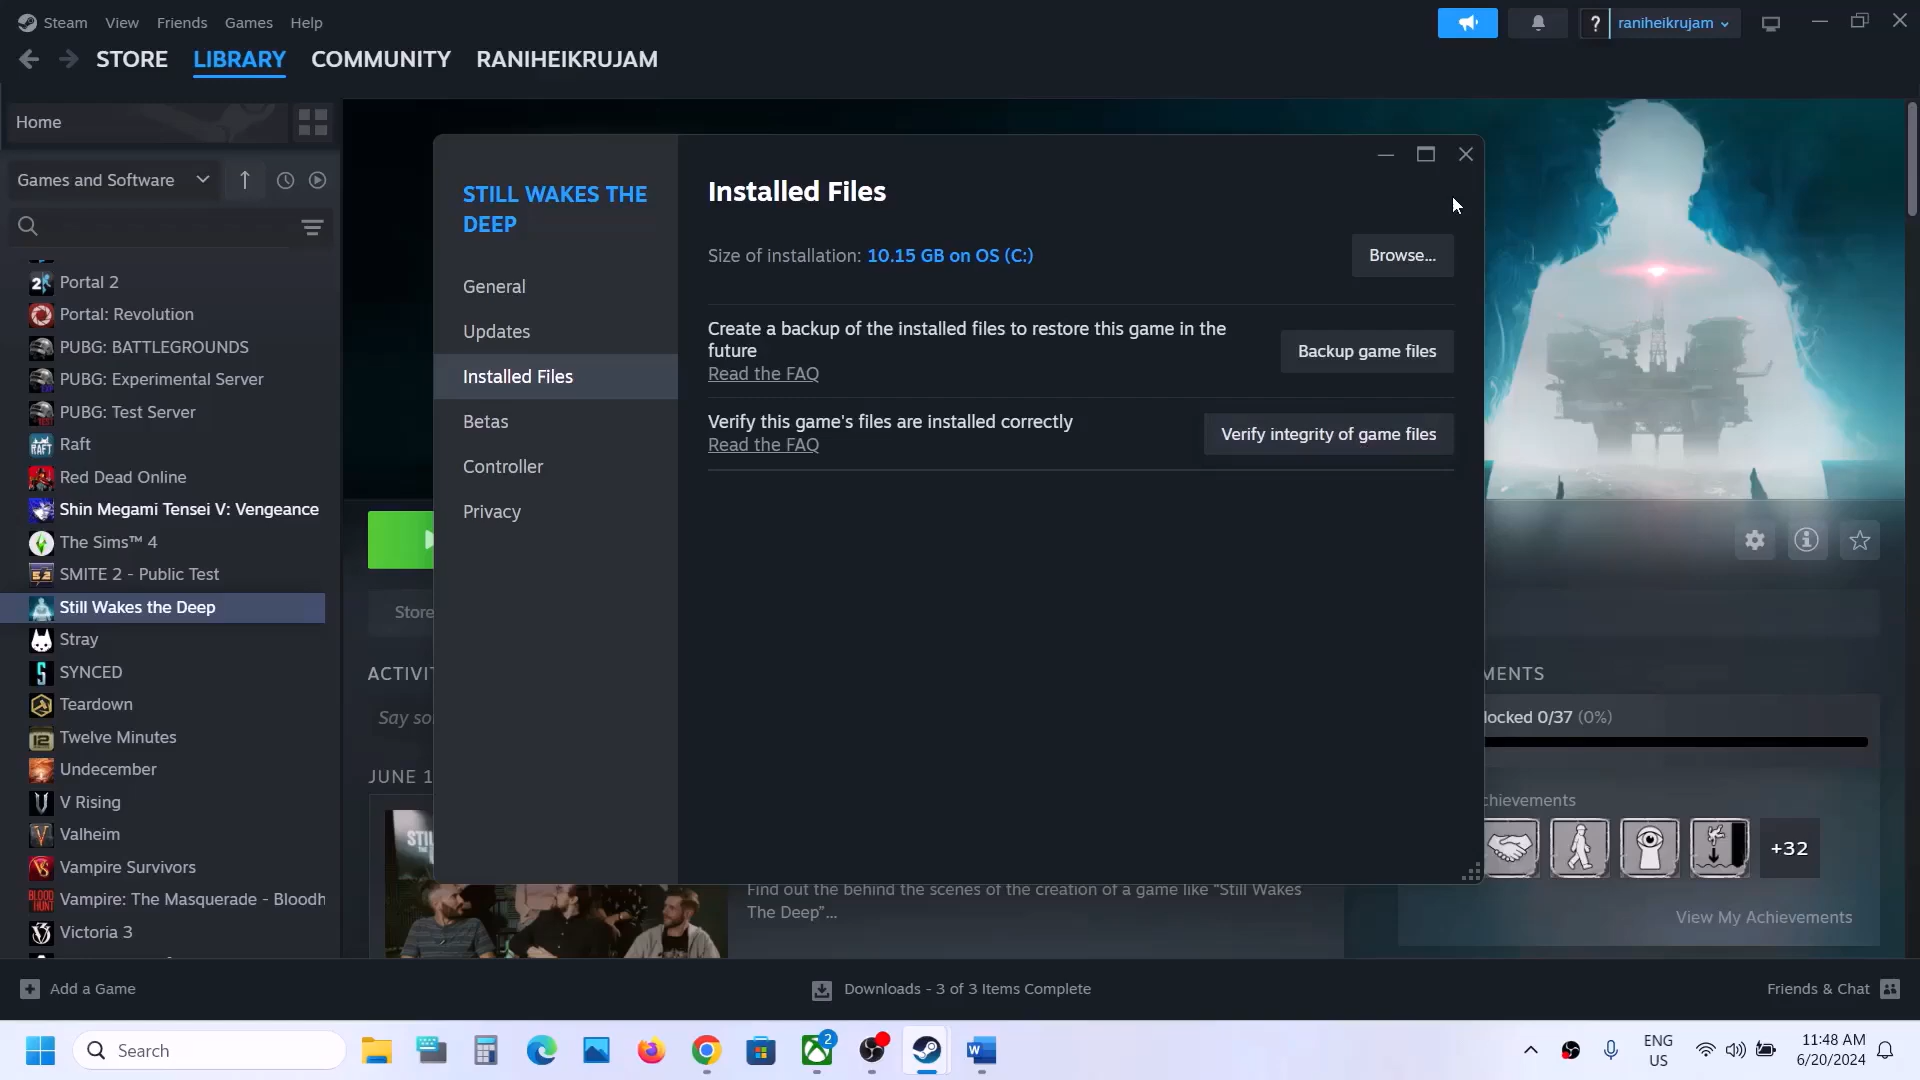 Steam View Friends Games Help
? raniheikrujam
STORE LIBRARY COMMUNITY RANIHEIKRUJAM
Home
Games and Software
Portal 2
Portal: Revolution
PUBG: BATTLEGROUNDS
PUBG: Experimental Server
PUBG: Test Server
Raft
Red Dead Online
Shin Megami Tensei V: Vengeance
The Sims™ 4
SMITE 2 - Public Test
Still Wakes the Deep
Stray
SYNCED
Teardown
Twelve Minutes
Undecember
V Rising
Valheim
Vampire Survivors
Vampire: The Masquerade - Bloodh
Victoria 3
STILL WAKES THE
DEEP
General
Updates
Installed Files
Betas
Controller
Privacy
Installed Files
Size of installation: 10.15 GB on OS (C:)
Browse...
Create a backup of the installed files to restore this game in the
future
Read the FAQ
Backup game files
Verify this game's files are installed correctly
Read the FAQ
Verify integrity of game files
Store
ACTIVIT
Say so
JUNE 1
STIL
Find out the behind the scenes of the creation of a game like "Still Wakes
The Deep"...
MENTS
locked 0/37 (0%)
chievements
+32
View My Achievements
Add a Game
Downloads - 3 of 3 Items Complete
Friends & Chat
Search
2
ENG
US
11:48 AM
6/20/2024